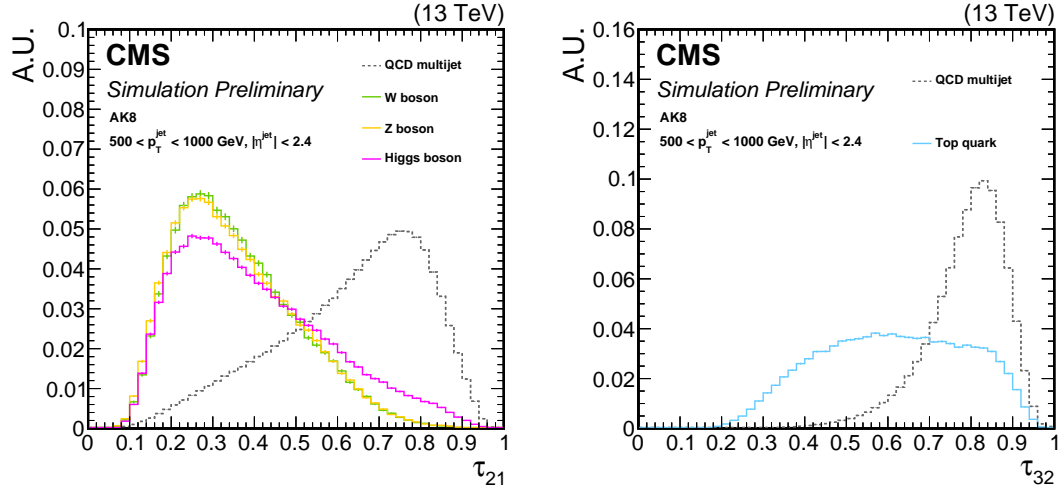 (13 TeV)
A.U.
0.1
0.09
0.08
0.07
0.06
0.05
0.04
0.03
0.02
0.01
0
CMS
Simulation Preliminary
AK8
500 < p_T^jet < 1000 GeV, |η^jet| < 2.4
QCD multijet
W boson
Z boson
Higgs boson
0 0.1 0.2 0.3 0.4 0.5 0.6 0.7 0.8 0.9 1
τ21
(13 TeV)
A.U.
0.16
0.14
0.12
0.1
0.08
0.06
0.04
0.02
0
CMS
Simulation Preliminary
AK8
500 < p_T^jet < 1000 GeV, |η^jet| < 2.4
QCD multijet
Top quark
0 0.1 0.2 0.3 0.4 0.5 0.6 0.7 0.8 0.9 1
τ32